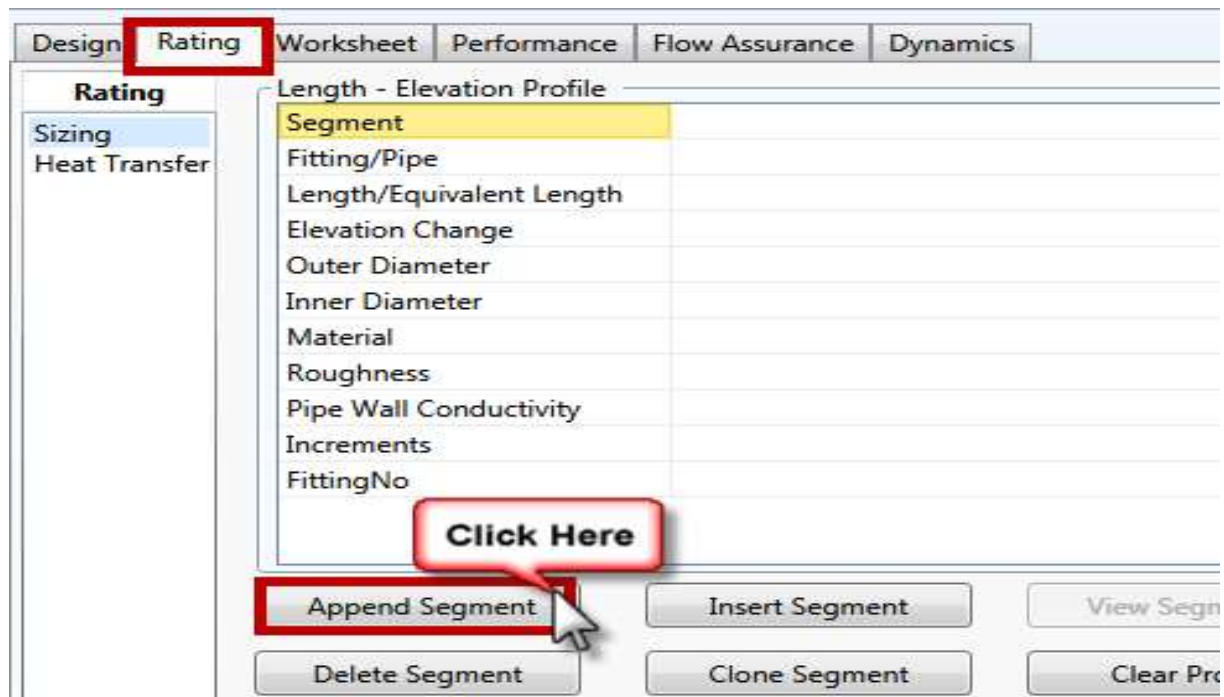 Design Rating Worksheet Performance Flow Assurance Dynamics
Rating
Sizing
Heat Transfer
Length - Elevation Profile
Segment
Fitting/Pipe
Length/Equivalent Length
Elevation Change
Outer Diameter
Inner Diameter
Material
Roughness
Pipe Wall Conductivity
Increments
FittingNo
Click Here
Append Segment Insert Segment View
Delete Segment Clone Segment Clear